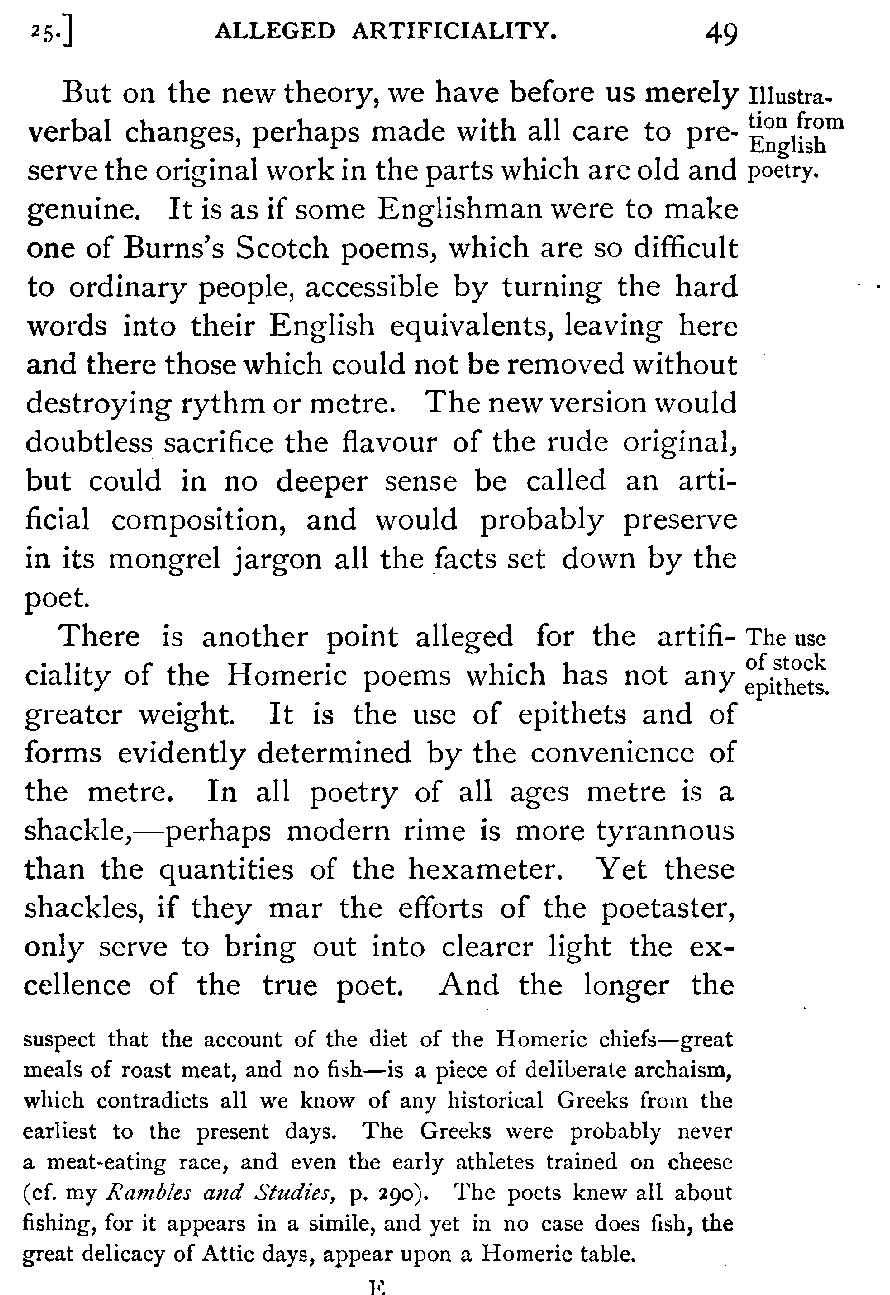 25.] ALLEGED ARTIFICIALITY. 49
But on the new theory, we have before us merely
verbal changes, perhaps made with all care to pre-
serve the original work in the parts which are old and
genuine. It is as if some Englishman were to make
one of Burns's Scotch poems, which are so difficult
to ordinary people, accessible by turning the hard
words into their English equivalents, leaving here
and there those which could not be removed without
destroying rythm or metre. The new version would
doubtless sacrifice the flavour of the rude original,
but could in no deeper sense be called an arti-
ficial composition, and would probably preserve
in its mongrel jargon all the facts set down by the
poet.
Illustra-
tion from
English
poetry.
There is another point alleged for the artifi-
ciality of the Homeric poems which has not any
greater weight. It is the use of epithets and of
forms evidently determined by the convenience of
the metre. In all poetry of all ages metre is a
shackle,—perhaps modern rime is more tyrannous
than the quantities of the hexameter. Yet these
shackles, if they mar the efforts of the poetaster,
only serve to bring out into clearer light the ex-
cellence of the true poet. And the longer the
The use
of stock
epithets.
suspect that the account of the diet of the Homeric chiefs—great
meals of roast meat, and no fish—is a piece of deliberate archaism,
which contradicts all we know of any historical Greeks from the
earliest to the present days. The Greeks were probably never
a meat-eating race, and even the early athletes trained on cheese
(cf. my Rambles and Studies, p. 290). The poets knew all about
fishing, for it appears in a simile, and yet in no case does fish, the
great delicacy of Attic days, appear upon a Homeric table.
E